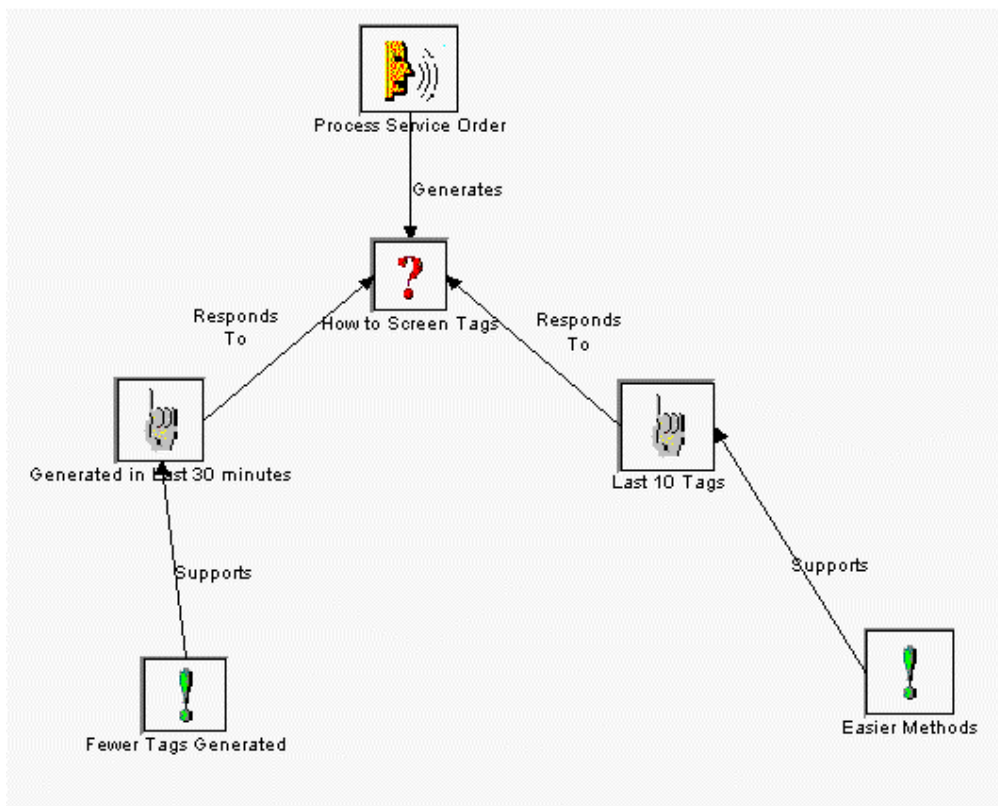 Process Service Order
Generates
How to Screen Tags
Responds
To
Responds
To
Generated in Last 30 minutes
Last 10 Tags
Supports
Supports
Fewer Tags Generated
Easier Methods